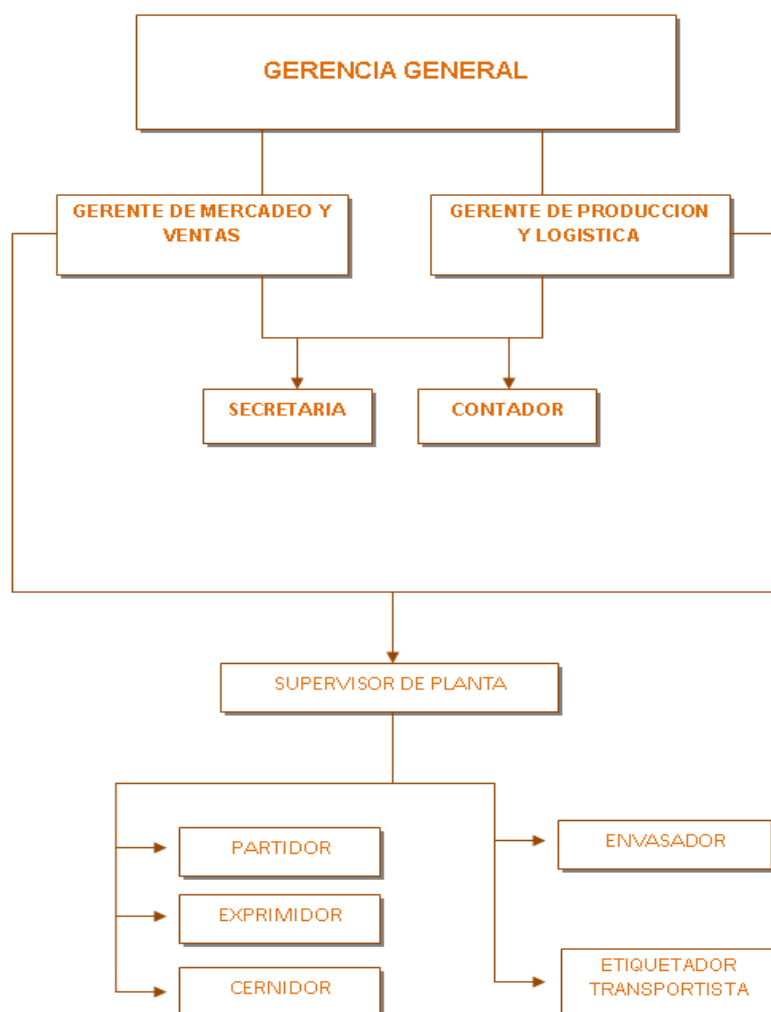 GERENCIA GENERAL
GERENTE DE MERCADEO Y
VENTAS
GERENTE DE PRODUCCION
Y LOGISTICA
SECRETARIA
CONTADOR
SUPERVISOR DE PLANTA
PARTIDOR
EXPRIMIDOR
CERNIDOR
ENVASADOR
ETIQUETADOR
TRANSPORTISTA